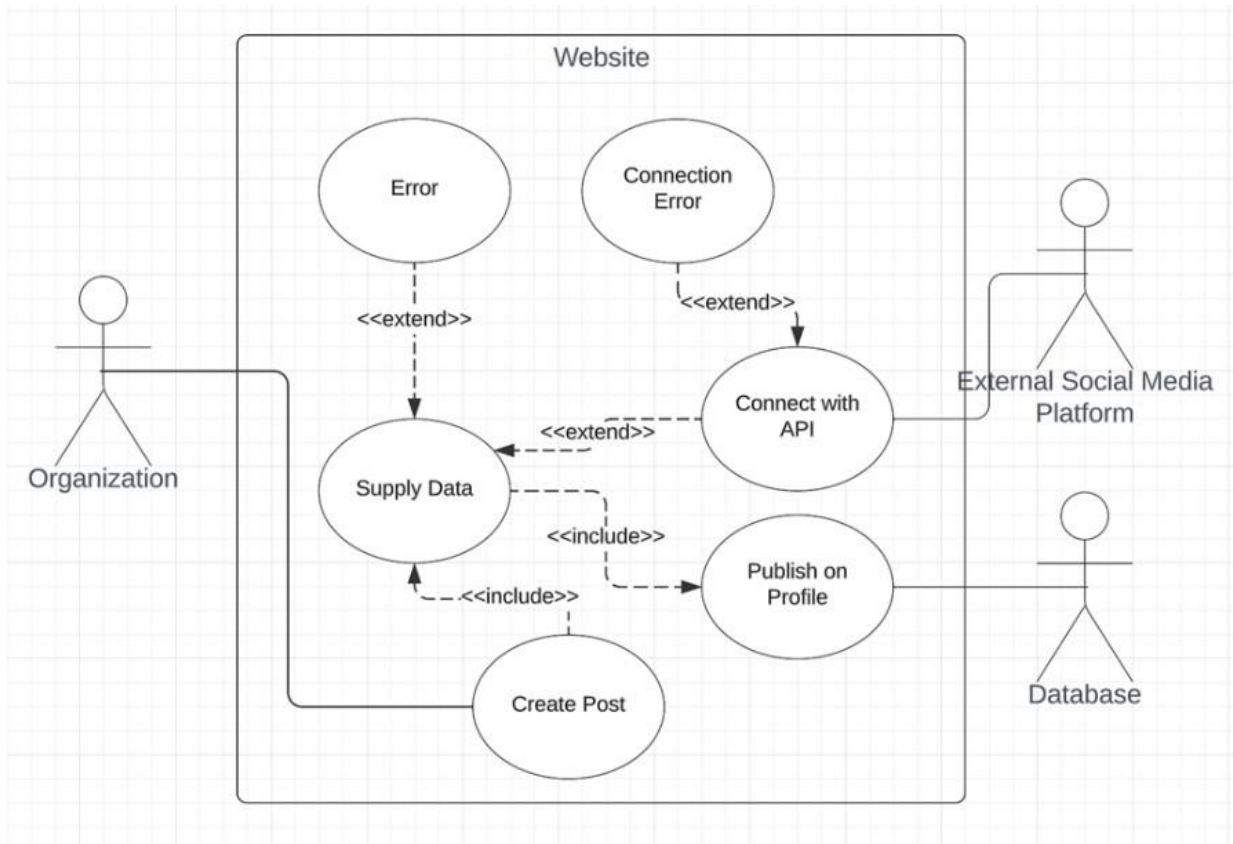 Website
Error
Connection
Error
<<extend>>
<<extend>>
Connect with
API
External Social Media
Platform
<<extend>>
Organization
Supply Data
<<include>>
Publish on
Profile
<<include>>
Create Post
Database